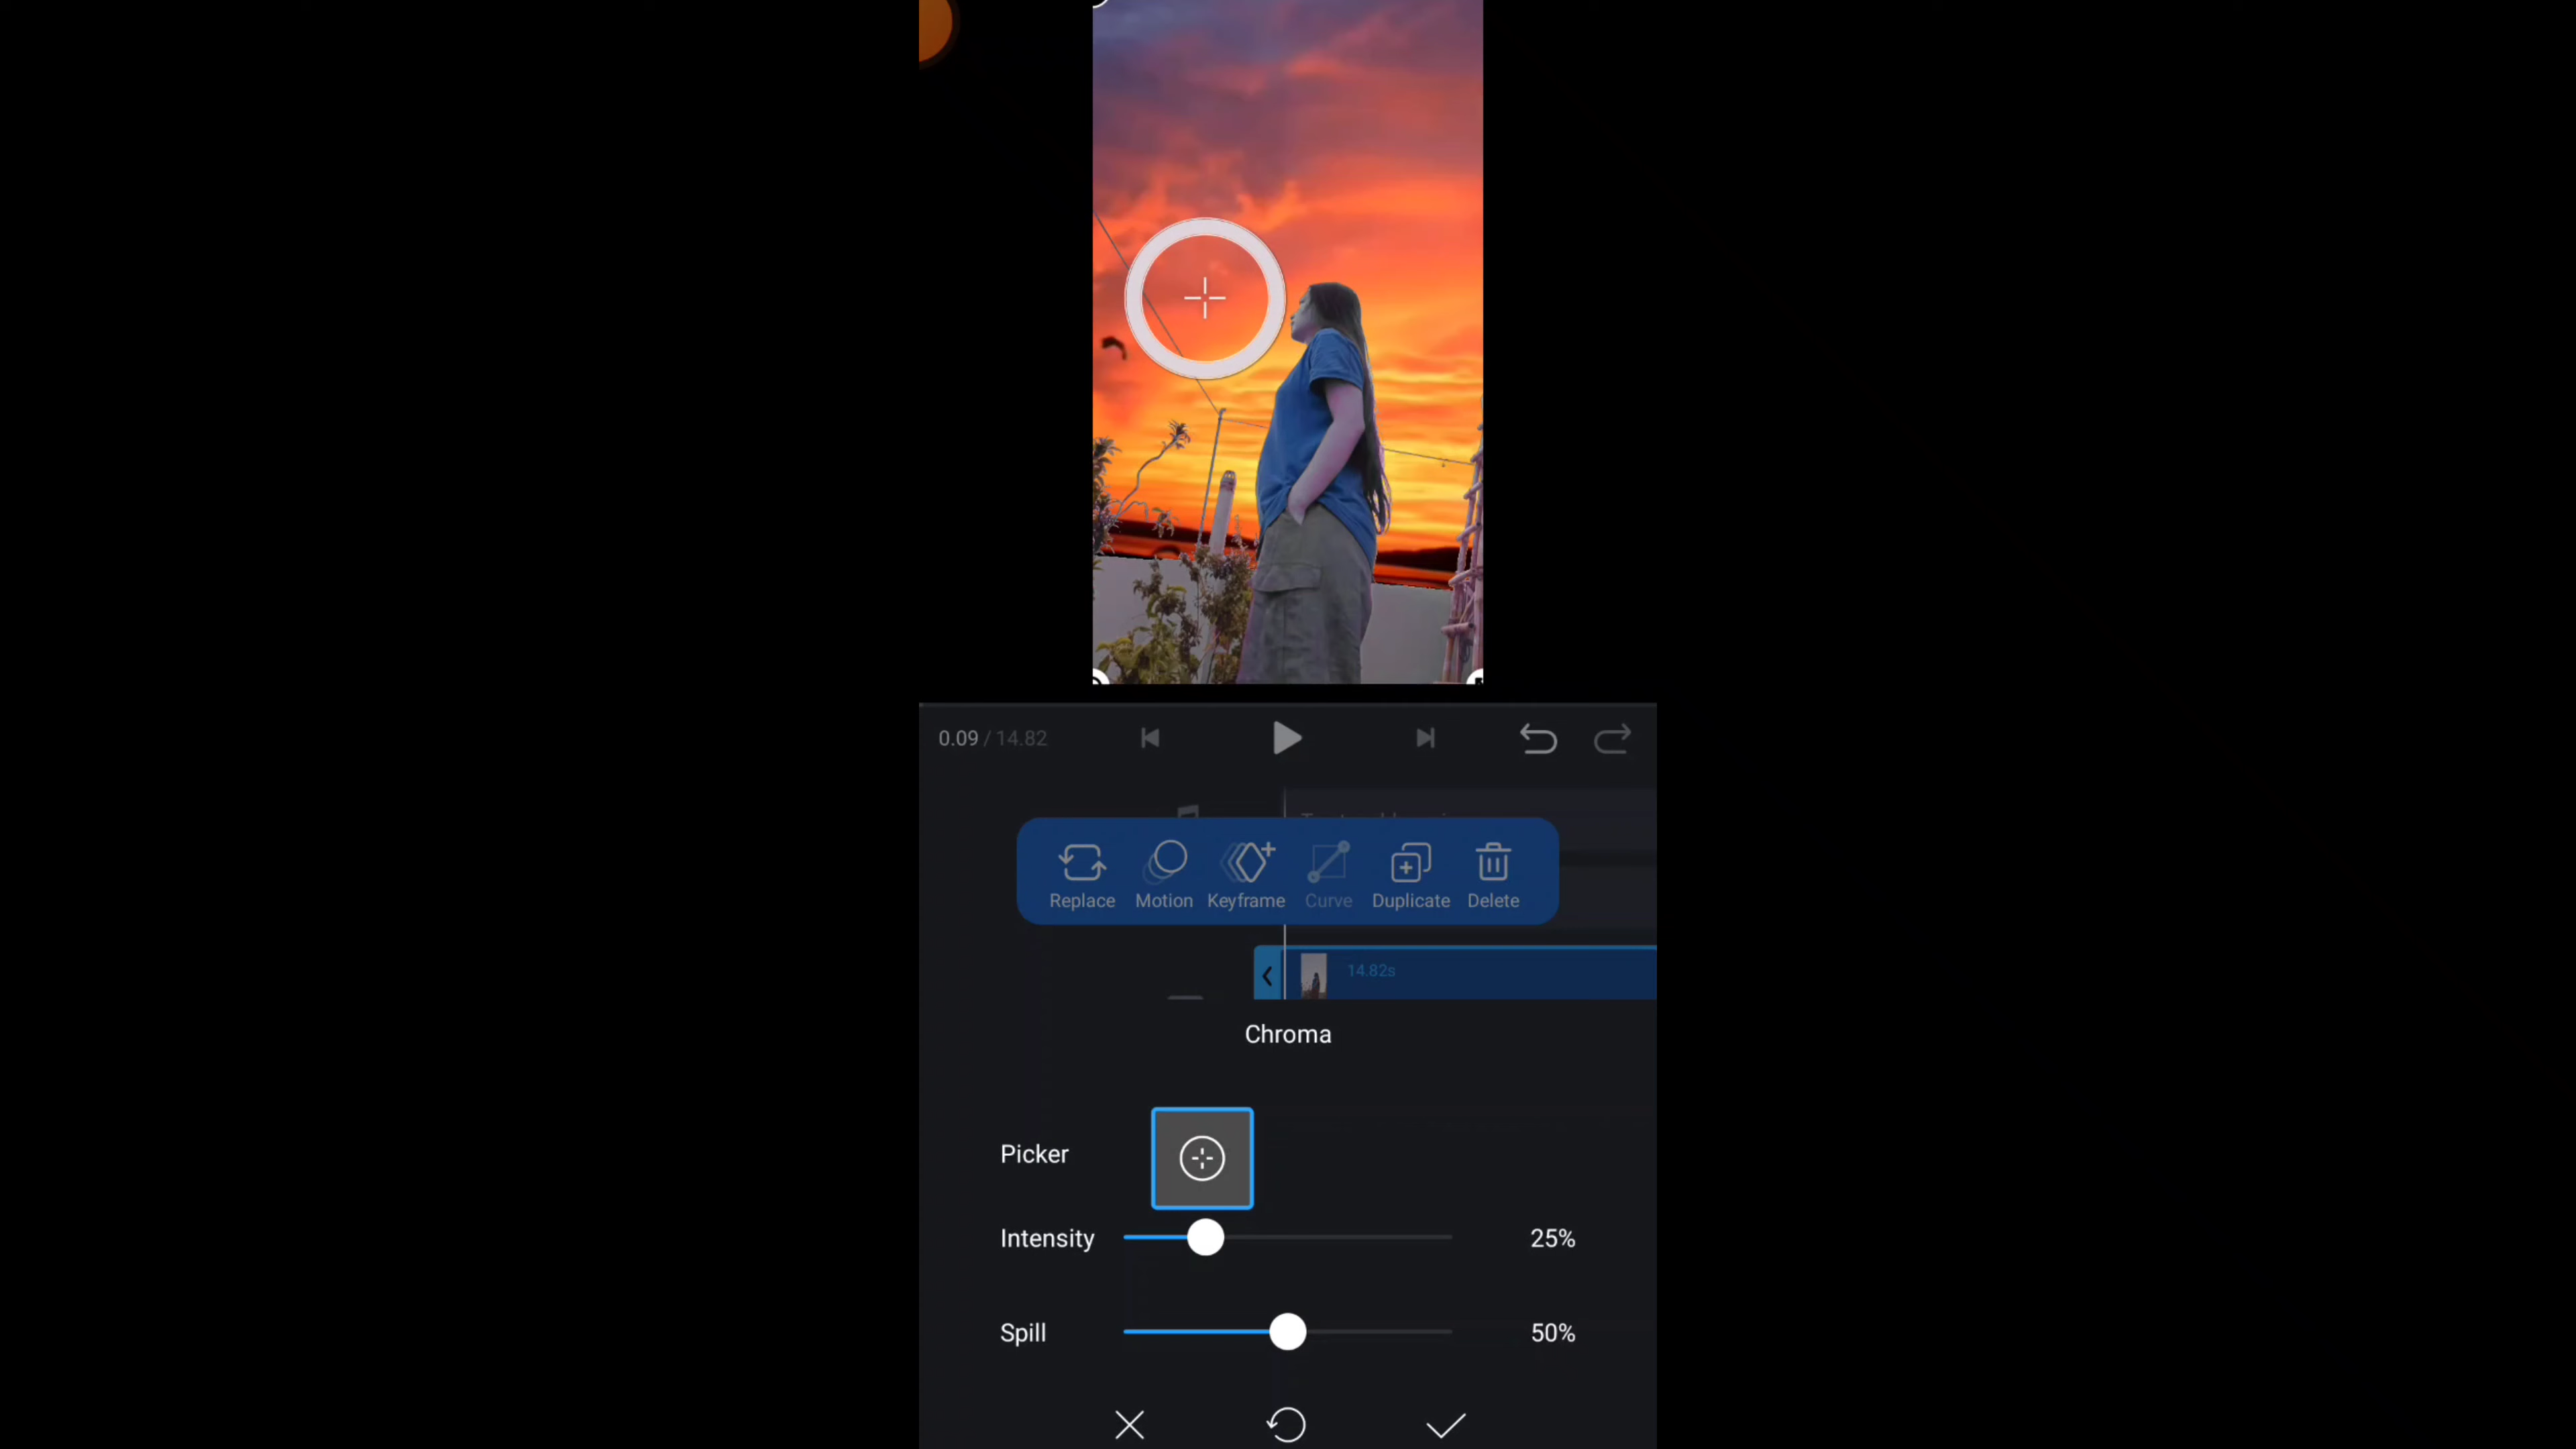 0.09 / 14.82
Replace Motion Keyframe Curve Duplicate Delete
14.82s
Chroma
Picker
Intensity 25%
Spill 50%